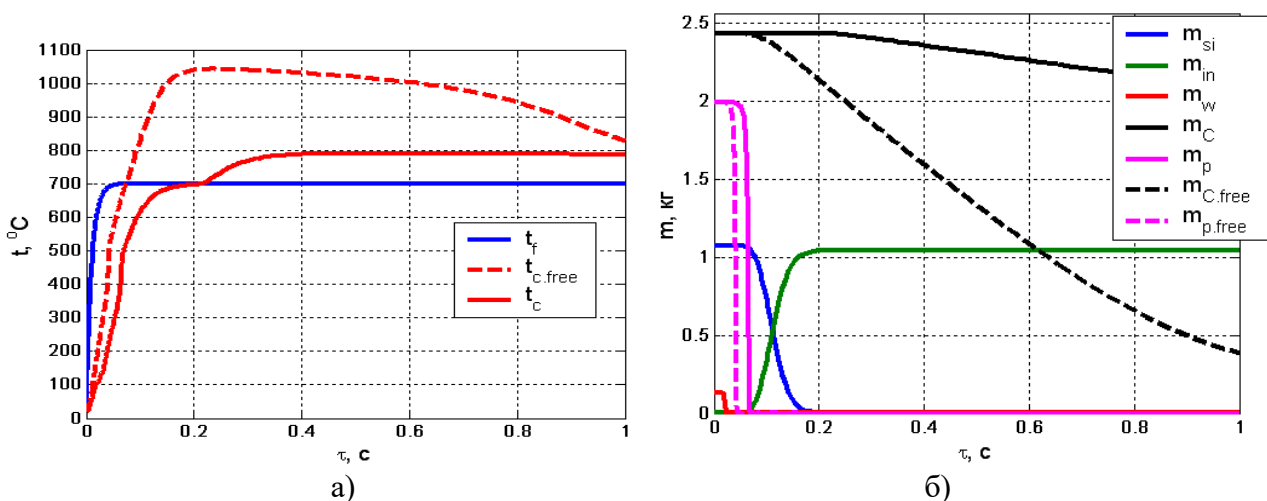 1100
1000
900
800
700
600
500
400
300
200
100
0
t, ⁰C
0
0.2
0.4
0.6
0.8
1
τ, c
t_f
t_c.free
t_c
а)
2.5
2
1.5
1
0.5
0
m, кг
0
0.2
0.4
0.6
0.8
1
τ, c
m_si
m_in
m_w
m_C
m_p
m_C.free
m_p.free
б)